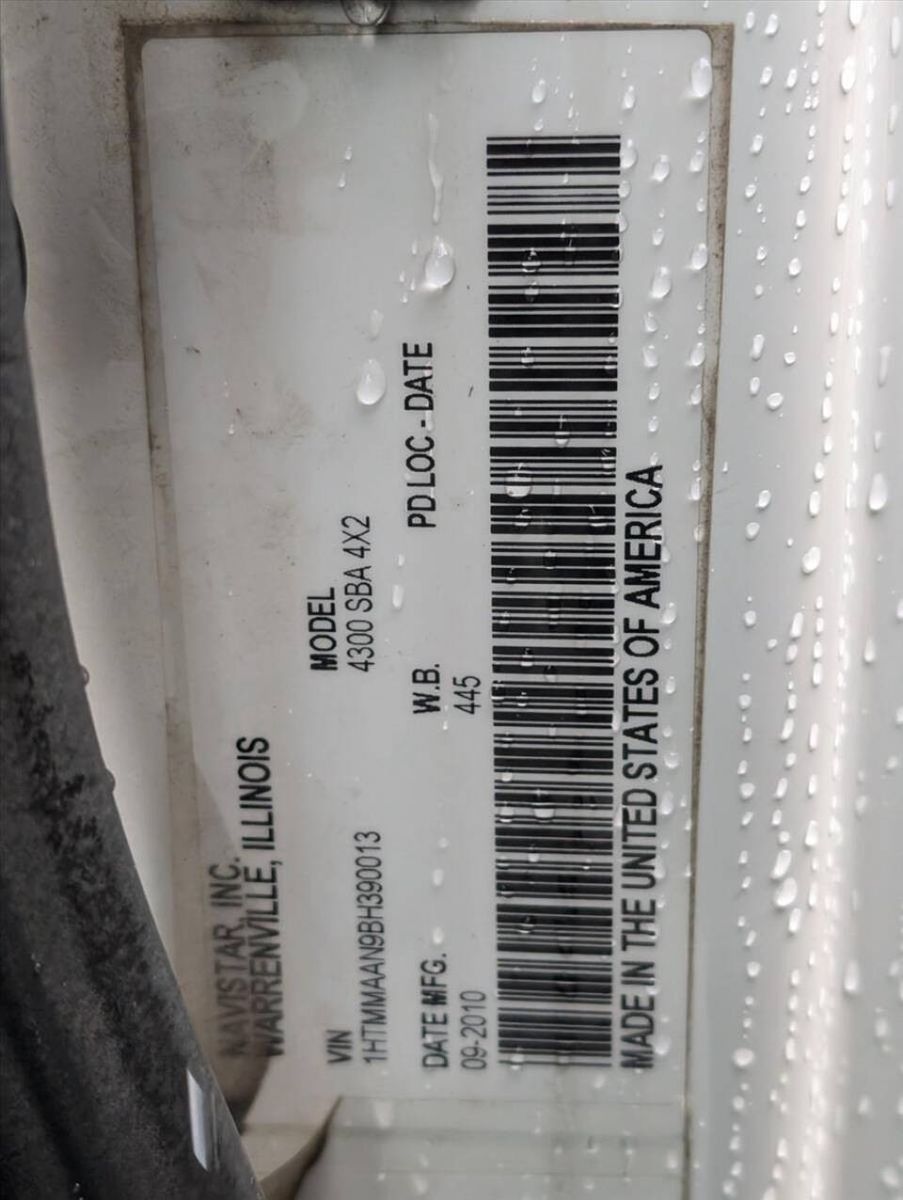 NAVISTAR, INC.
WARRENVILLE, ILLINOIS
VIN
1HTMMAAN9BH390013
MODEL
4300 SBA 4X2
DATE MFG.
09-2010
W.B.
445
PD LOC - DATE
MADE IN THE UNITED STATES OF AMERICA